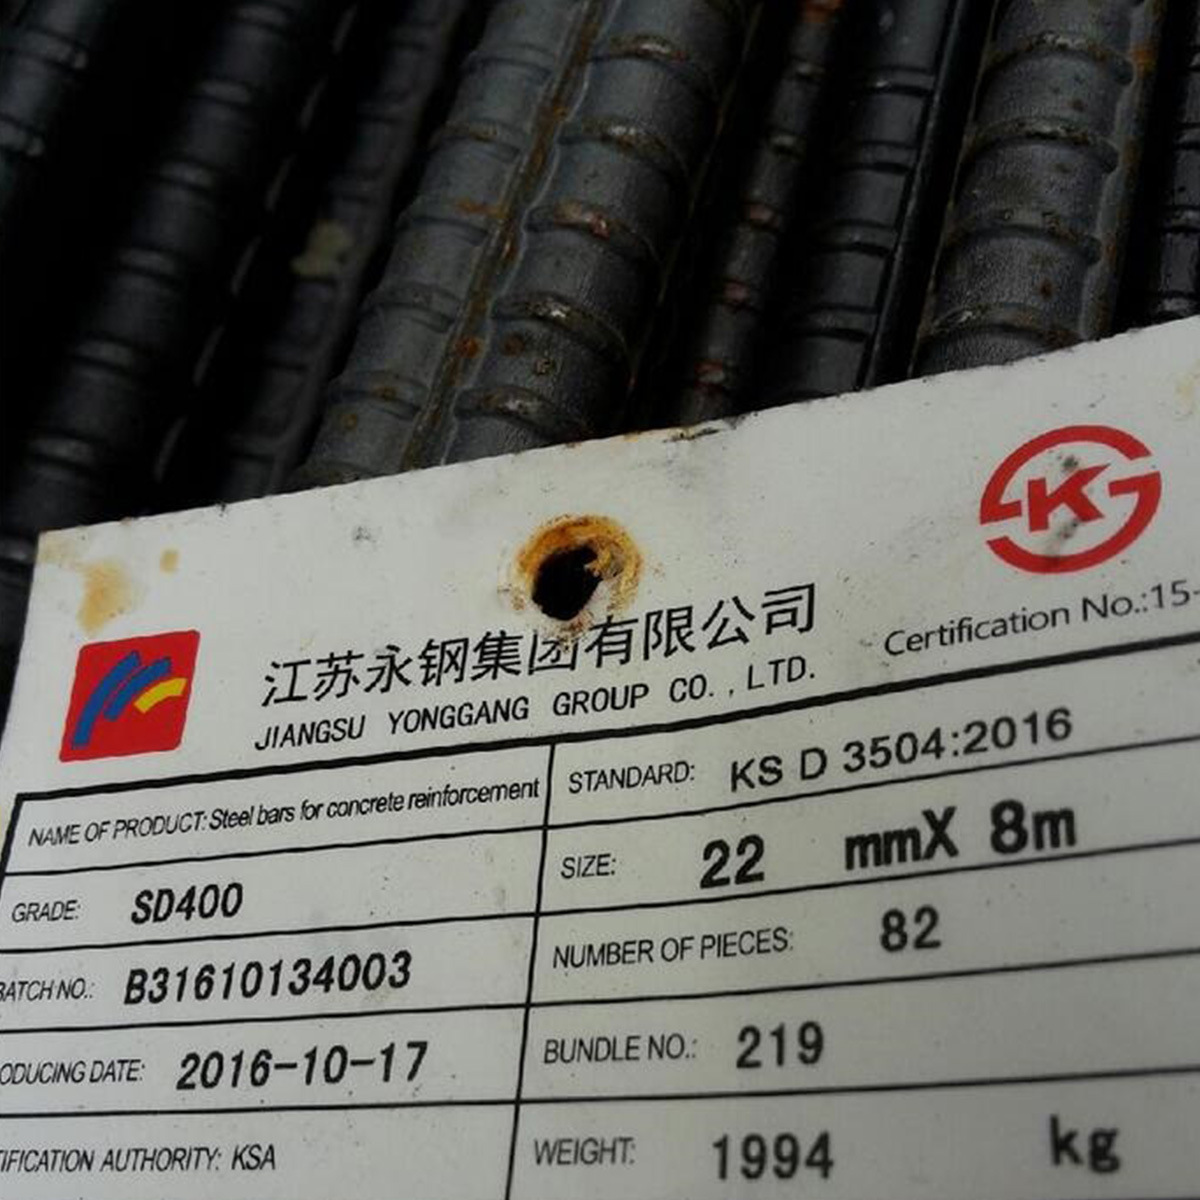 K
江苏永钢集团有限公司
JIANGSU YONGGANG GROUP CO.,LTD.
Certification No.:15-
NAME OF PRODUCT: Steel bars for concrete reinforcement
STANDARD: KS D 3504:2016
GRADE: SD400
SIZE: 22 mmX 8m
BATCH NO.: B31610134003
NUMBER OF PIECES: 82
ODUCING DATE: 2016-10-17
BUNDLE NO.: 219
TIFICATION AUTHORITY: KSA
WEIGHT: 1994 kg